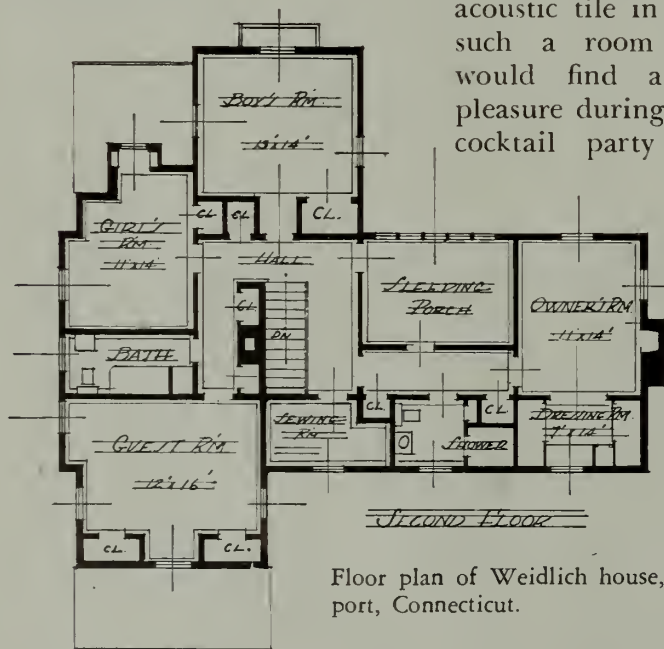 acoustic tile in
such a room
would find a
pleasure during
cocktail party
BOY'S RM.
13'x14'
GIRL'S
RM
11'x14'
CL
CL
CL.
HALL
CL
DN
SLEEPING
PORCH
OWNER'S RM
11'x14'
BATH
GUEST RM
12'x16'
CL
CL.
SEWING
RM
CL
CL
SHOWER
DRESSING RM.
7'x14'
SECOND FLOOR
Floor plan of Weidlich house,
port, Connecticut.